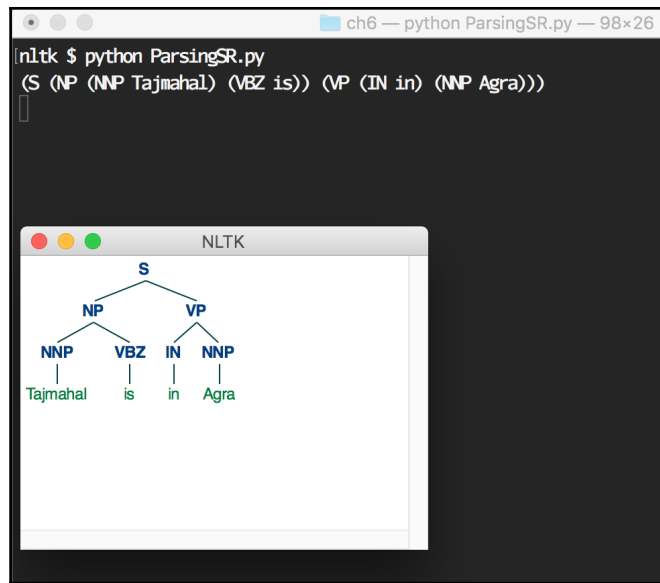 ch6 — python ParsingSR.py — 98×26
[nltk $ python ParsingSR.py
(S (NP (NNP Tajmahal) (VBZ is)) (VP (IN in) (NNP Agra)))
NLTK
S
NP VP
NNP VBZ IN NNP
Tajmahal is in Agra